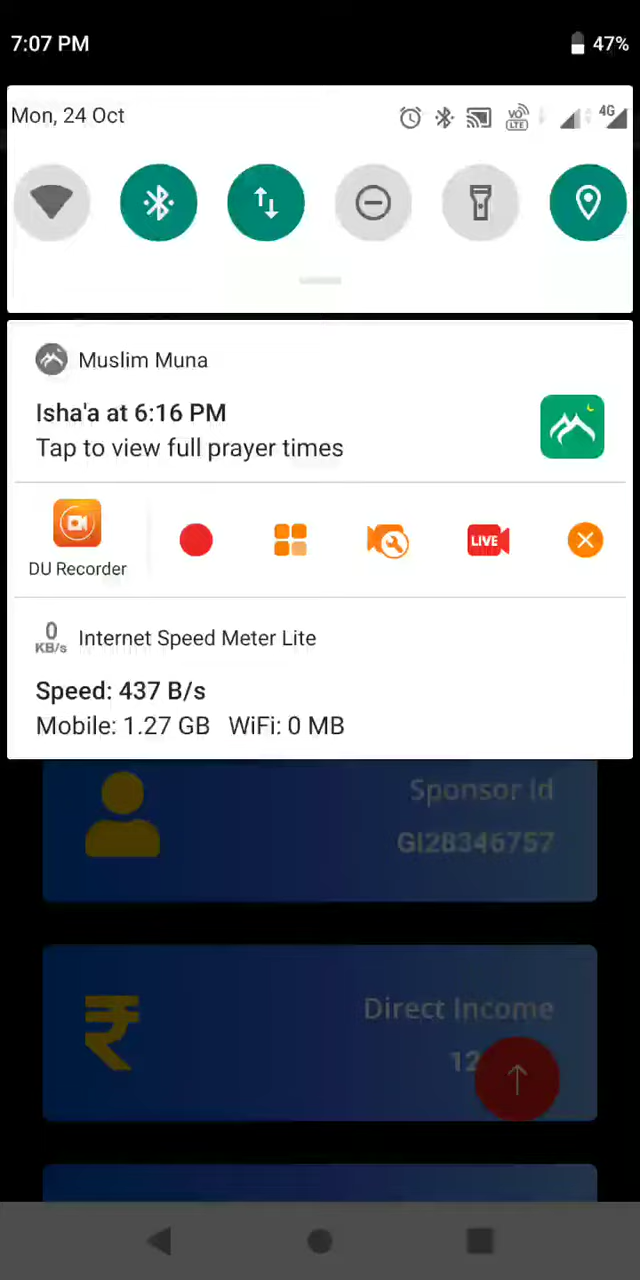 7:07 PM
47%
Mon, 24 Oct
VO LTE
4G
Muslim Muna
Isha'a at 6:16 PM
Tap to view full prayer times
DU Recorder
LIVE
0 KB/s
Internet Speed Meter Lite
Speed: 437 B/s
Mobile: 1.27 GB WiFi: 0 MB
Sponsor Id
GI28346757
Direct Income
12